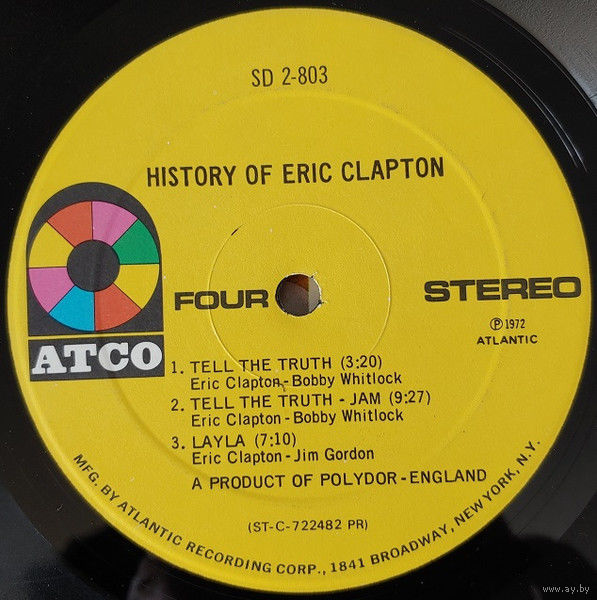 SD 2-803
HISTORY OF ERIC CLAPTON
FOUR
STEREO
Ⓟ 1972
ATLANTIC
ATCO
1. TELL THE TRUTH (3:20)
Eric Clapton-Bobby Whitlock
2. TELL THE TRUTH - JAM (9:27)
Eric Clapton-Bobby Whitlock
3. LAYLA (7:10)
Eric Clapton-Jim Gordon
A PRODUCT OF POLYDOR-ENGLAND
(ST-C-722482 PR)
MFG. BY ATLANTIC RECORDING CORP., 1841 BROADWAY, NEW YORK, N.Y.
www.ay.by